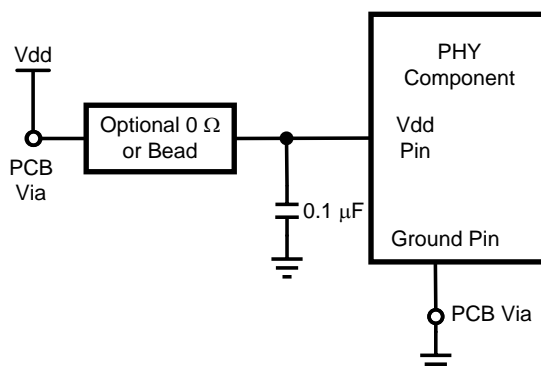 Vdd
PCB
Via
Optional 0 Ω
or Bead
0.1 μF
PHY
Component
Vdd
Pin
Ground Pin
PCB Via